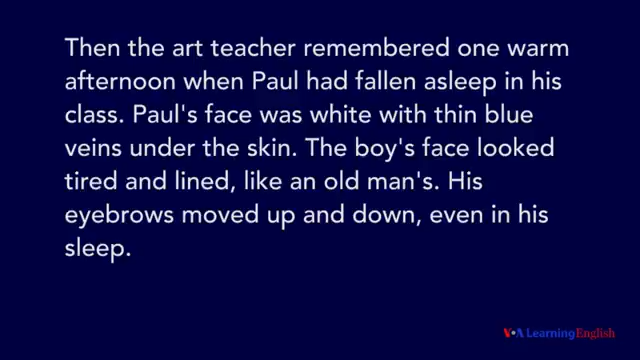 Then the art teacher remembered one warm
afternoon when Paul had fallen asleep in his
class. Paul's face was white with thin blue
veins under the skin. The boy's face looked
tired and lined, like an old man's. His
eyebrows moved up and down, even in his
sleep.
VOA LearningEnglish